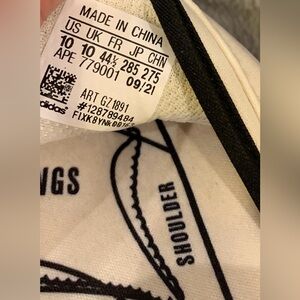 MADE IN CHINA
US UK FR JP CHN
10 10 44⅔ 285 275
APE 779001 09/21
ART GZ1891
#128789484
adidas
NGS
SHOULDER